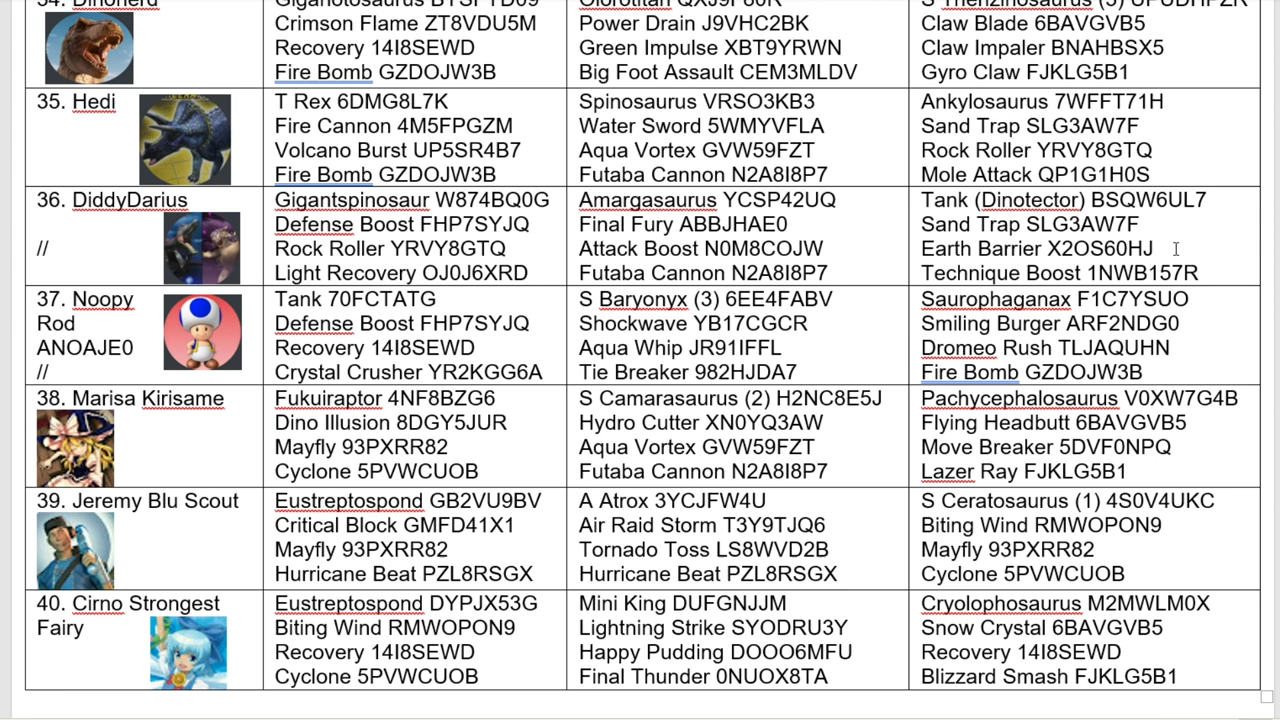 34. Dinonerd
Crimson Flame ZT8VDU5M
Recovery 14I8SEWD
Fire Bomb GZDOJW3B
Power Drain J9VHC2BK
Green Impulse XBT9YRWN
Big Foot Assault CEM3MLDV
Claw Blade 6BAVGVB5
Claw Impaler BNAHBSX5
Gyro Claw FJKLG5B1
35. Hedi
T Rex 6DMG8L7K
Fire Cannon 4M5FPGZM
Volcano Burst UP5SR4B7
Fire Bomb GZDOJW3B
Spinosaurus VRSO3KB3
Water Sword 5WMYVFLA
Aqua Vortex GVW59FZT
Futaba Cannon N2A8I8P7
Ankylosaurus 7WFFT71H
Sand Trap SLG3AW7F
Rock Roller YRVY8GTQ
Mole Attack QP1G1H0S
36. DiddyDarius
//
Gigantspinosaur W874BQ0G
Defense Boost FHP7SYJQ
Rock Roller YRVY8GTQ
Light Recovery OJ0J6XRD
Amargasaurus YCSP42UQ
Final Fury ABBJHAE0
Attack Boost N0M8COJW
Futaba Cannon N2A8I8P7
Tank (Dinotector) BSQW6UL7
Sand Trap SLG3AW7F
Earth Barrier X2OS60HJ
Technique Boost 1NWB157R
37. Noopy
Rod
ANOAJE0
//
Tank 70FCTATG
Defense Boost FHP7SYJQ
Recovery 14I8SEWD
Crystal Crusher YR2KGG6A
S Baryonyx (3) 6EE4FABV
Shockwave YB17CGCR
Aqua Whip JR91IFFL
Tie Breaker 982HJDA7
Saurophaganax F1C7YSUO
Smiling Burger ARF2NDG0
Dromeo Rush TLJAQUHN
Fire Bomb GZDOJW3B
38. Marisa Kirisame
Fukuiraptor 4NF8BZG6
Dino Illusion 8DGY5JUR
Mayfly 93PXRR82
Cyclone 5PVWCUOB
S Camarasaurus (2) H2NC8E5J
Hydro Cutter XN0YQ3AW
Aqua Vortex GVW59FZT
Futaba Cannon N2A8I8P7
Pachycephalosaurus V0XW7G4B
Flying Headbutt 6BAVGVB5
Move Breaker 5DVF0NPQ
Lazer Ray FJKLG5B1
39. Jeremy Blu Scout
Eustreptospond GB2VU9BV
Critical Block GMFD41X1
Mayfly 93PXRR82
Hurricane Beat PZL8RSGX
A Atrox 3YCJFW4U
Air Raid Storm T3Y9TJQ6
Tornado Toss LS8WVD2B
Hurricane Beat PZL8RSGX
S Ceratosaurus (1) 4S0V4UKC
Biting Wind RMWOPON9
Mayfly 93PXRR82
Cyclone 5PVWCUOB
40. Cirno Strongest
Fairy
Eustreptospond DYPJX53G
Biting Wind RMWOPON9
Recovery 14I8SEWD
Cyclone 5PVWCUOB
Mini King DUFGNJJM
Lightning Strike SYODRU3Y
Happy Pudding DOOO6MFU
Final Thunder 0NUOX8TA
Cryolophosaurus M2MWLM0X
Snow Crystal 6BAVGVB5
Recovery 14I8SEWD
Blizzard Smash FJKLG5B1